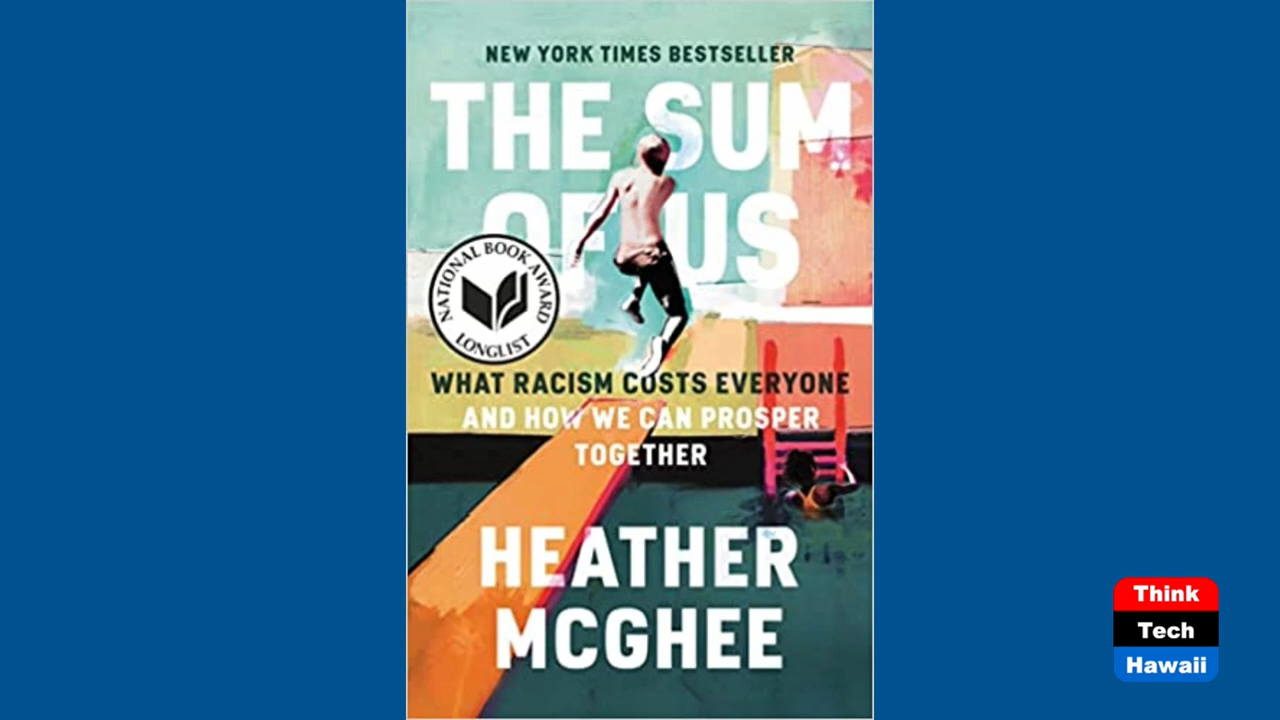 NEW YORK TIMES BESTSELLER
THE SUM
OF US
NATIONAL BOOK AWARD
LONGLIST
WHAT RACISM COSTS EVERYONE
AND HOW WE CAN PROSPER
TOGETHER
HEATHER
MCGHEE
Think
Tech
Hawaii